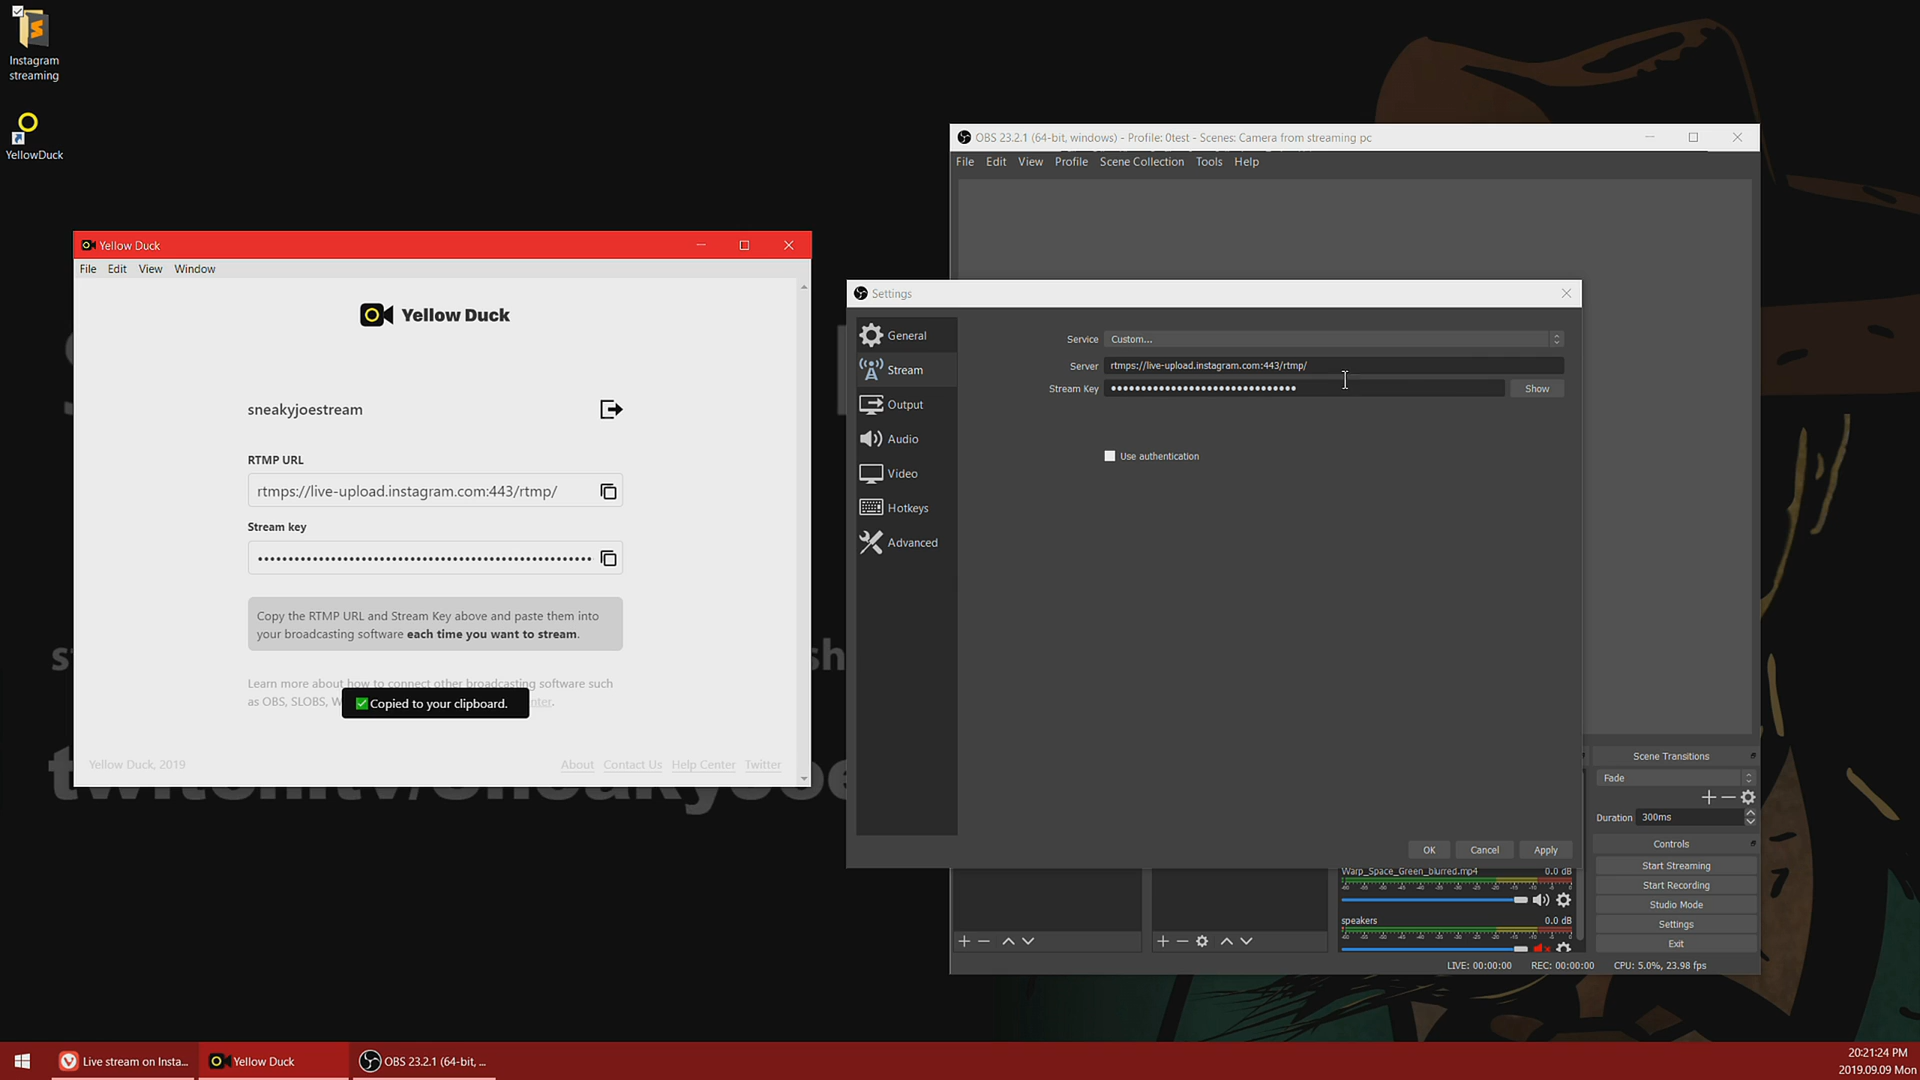 Instagram
streaming
YellowDuck
OBS 23.2.1 (64-bit, windows) - Profile: 0test - Scenes: Camera from streaming pc
File Edit View Profile Scene Collection Tools Help
Yellow Duck
File Edit View Window
Yellow Duck
sneakyjoestream
RTMP URL
rtmps://live-upload.instagram.com:443/rtmp/
Stream key
••••••••••••••••••••••••••••••••••••••••••••••••••••••
Copy the RTMP URL and Stream Key above and paste them into
your broadcasting software each time you want to stream.
Learn more about how to connect other broadcasting software such
as OBS, SLOBS, 
Copied to your clipboard.
Yellow Duck, 2019
About Contact Us Help Center Twitter
Settings
General
Stream
Output
Audio
Video
Hotkeys
Advanced
Service Custom...
Server rtmps://live-upload.instagram.com:443/rtmp/
Stream Key ••••••••••••••••••••••••••••••• Show
Use authentication
OK Cancel Apply
Warp_Space_Green_blurred.mp4 0.0 dB
speakers 0.0 dB
Scene Transitions
Fade
Duration 300ms
Controls
Start Streaming
Start Recording
Studio Mode
Settings
Exit
LIVE: 00:00:00 REC: 00:00:00 CPU: 5.0%, 23.98 fps
Live stream on Insta...
Yellow Duck
OBS 23.2.1 (64-bit, ...
20:21:24 PM
2019.09.09 Mon